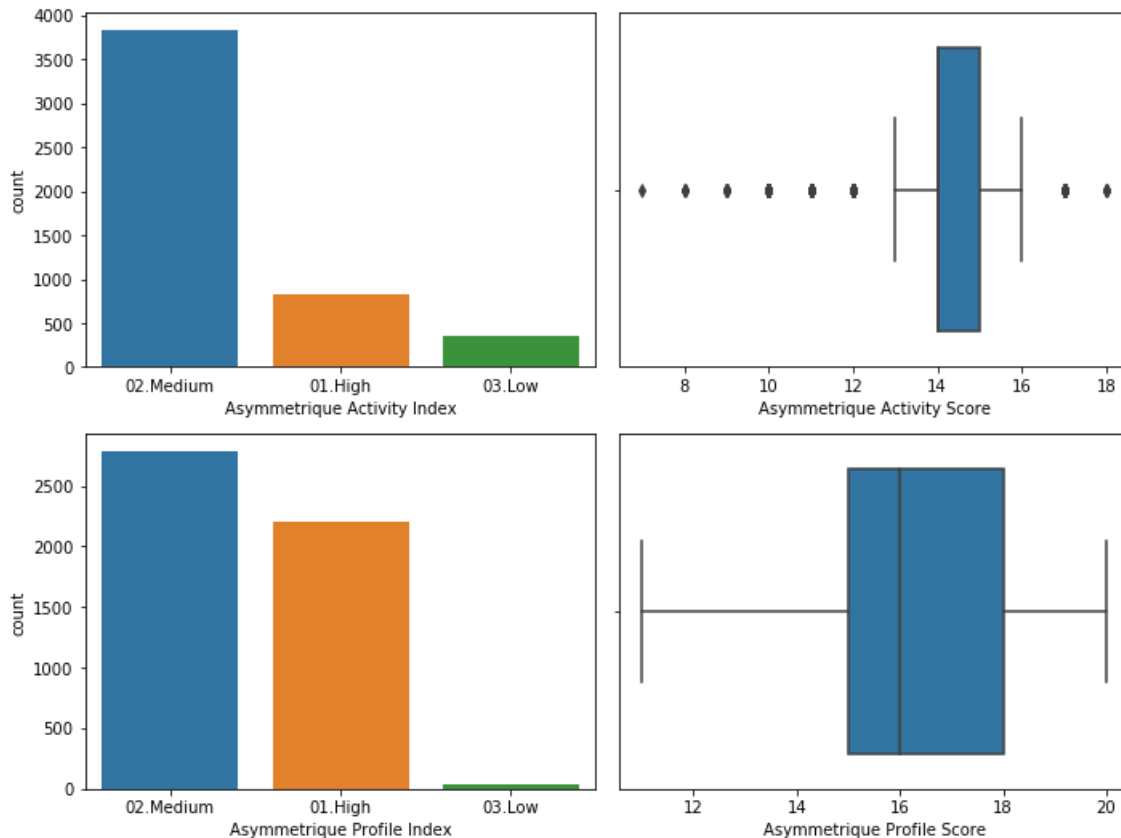 4000
3500
3000
2500
2000
1500
1000
500
0
count
02.Medium 01.High 03.Low
Asymmetrique Activity Index
8 10 12 14 16 18
Asymmetrique Activity Score
2500
2000
1500
1000
500
0
count
02.Medium 01.High 03.Low
Asymmetrique Profile Index
12 14 16 18 20
Asymmetrique Profile Score